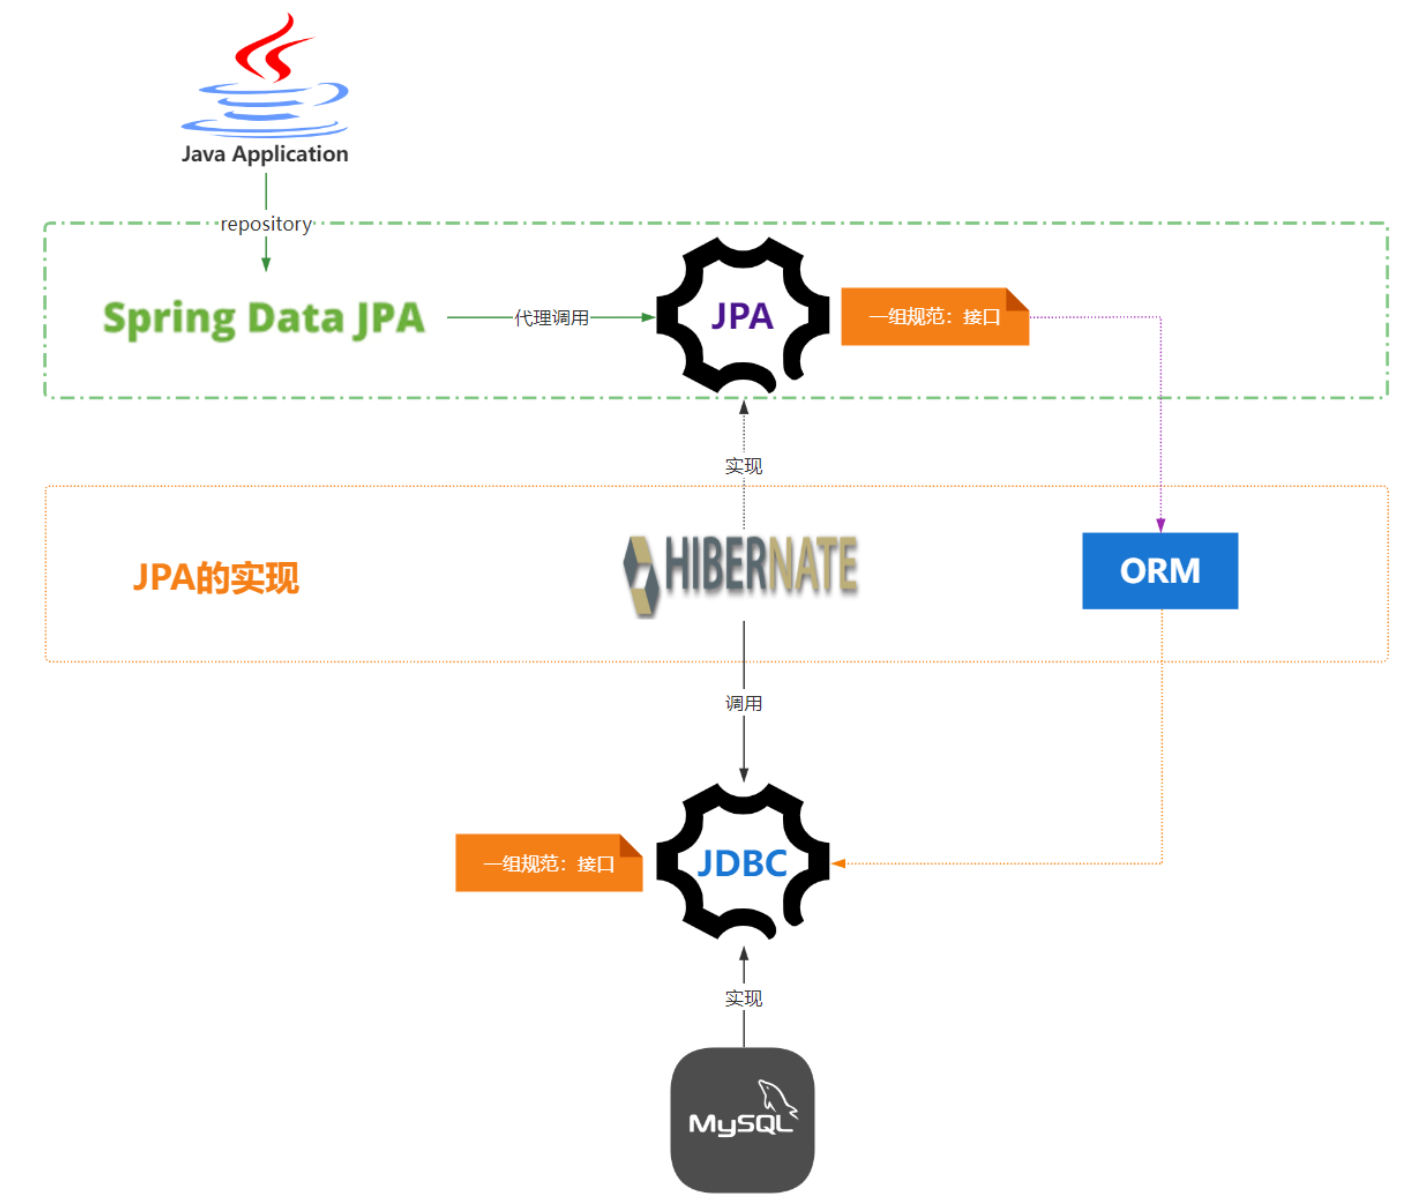 Java Application
repository
Spring Data JPA
代理调用
JPA
一组规范：接口
实现
JPA的实现
HIBERNATE
ORM
调用
一组规范：接口
JDBC
实现
MySQL